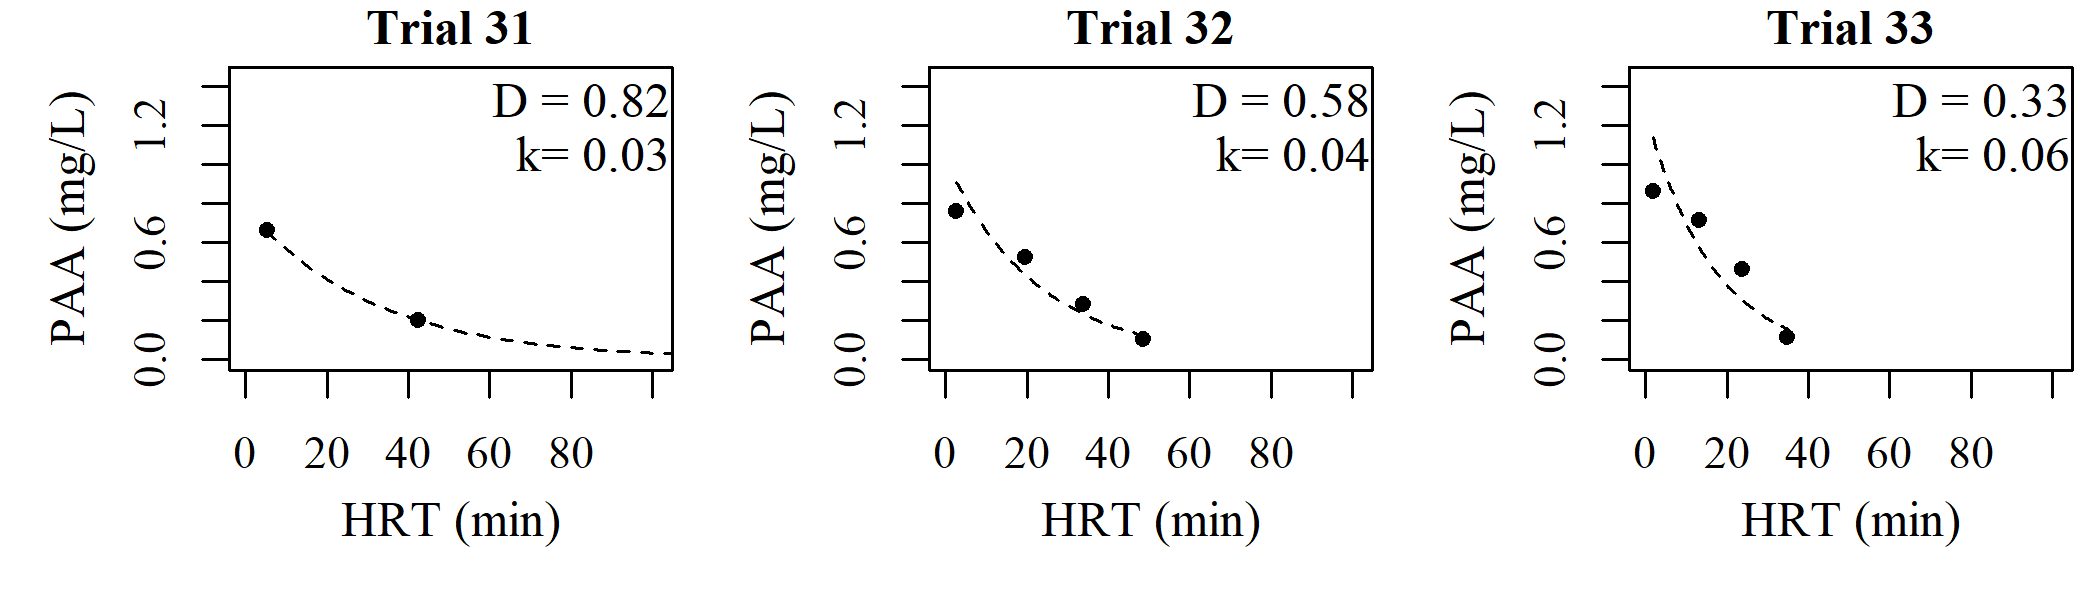 Trial 31
D = 0.82
k= 0.03
PAA (mg/L)
1.2
0.6
0.0
0 20 40 60 80
HRT (min)
Trial 32
D = 0.58
k= 0.04
PAA (mg/L)
1.2
0.6
0.0
0 20 40 60 80
HRT (min)
Trial 33
D = 0.33
k= 0.06
PAA (mg/L)
1.2
0.6
0.0
0 20 40 60 80
HRT (min)